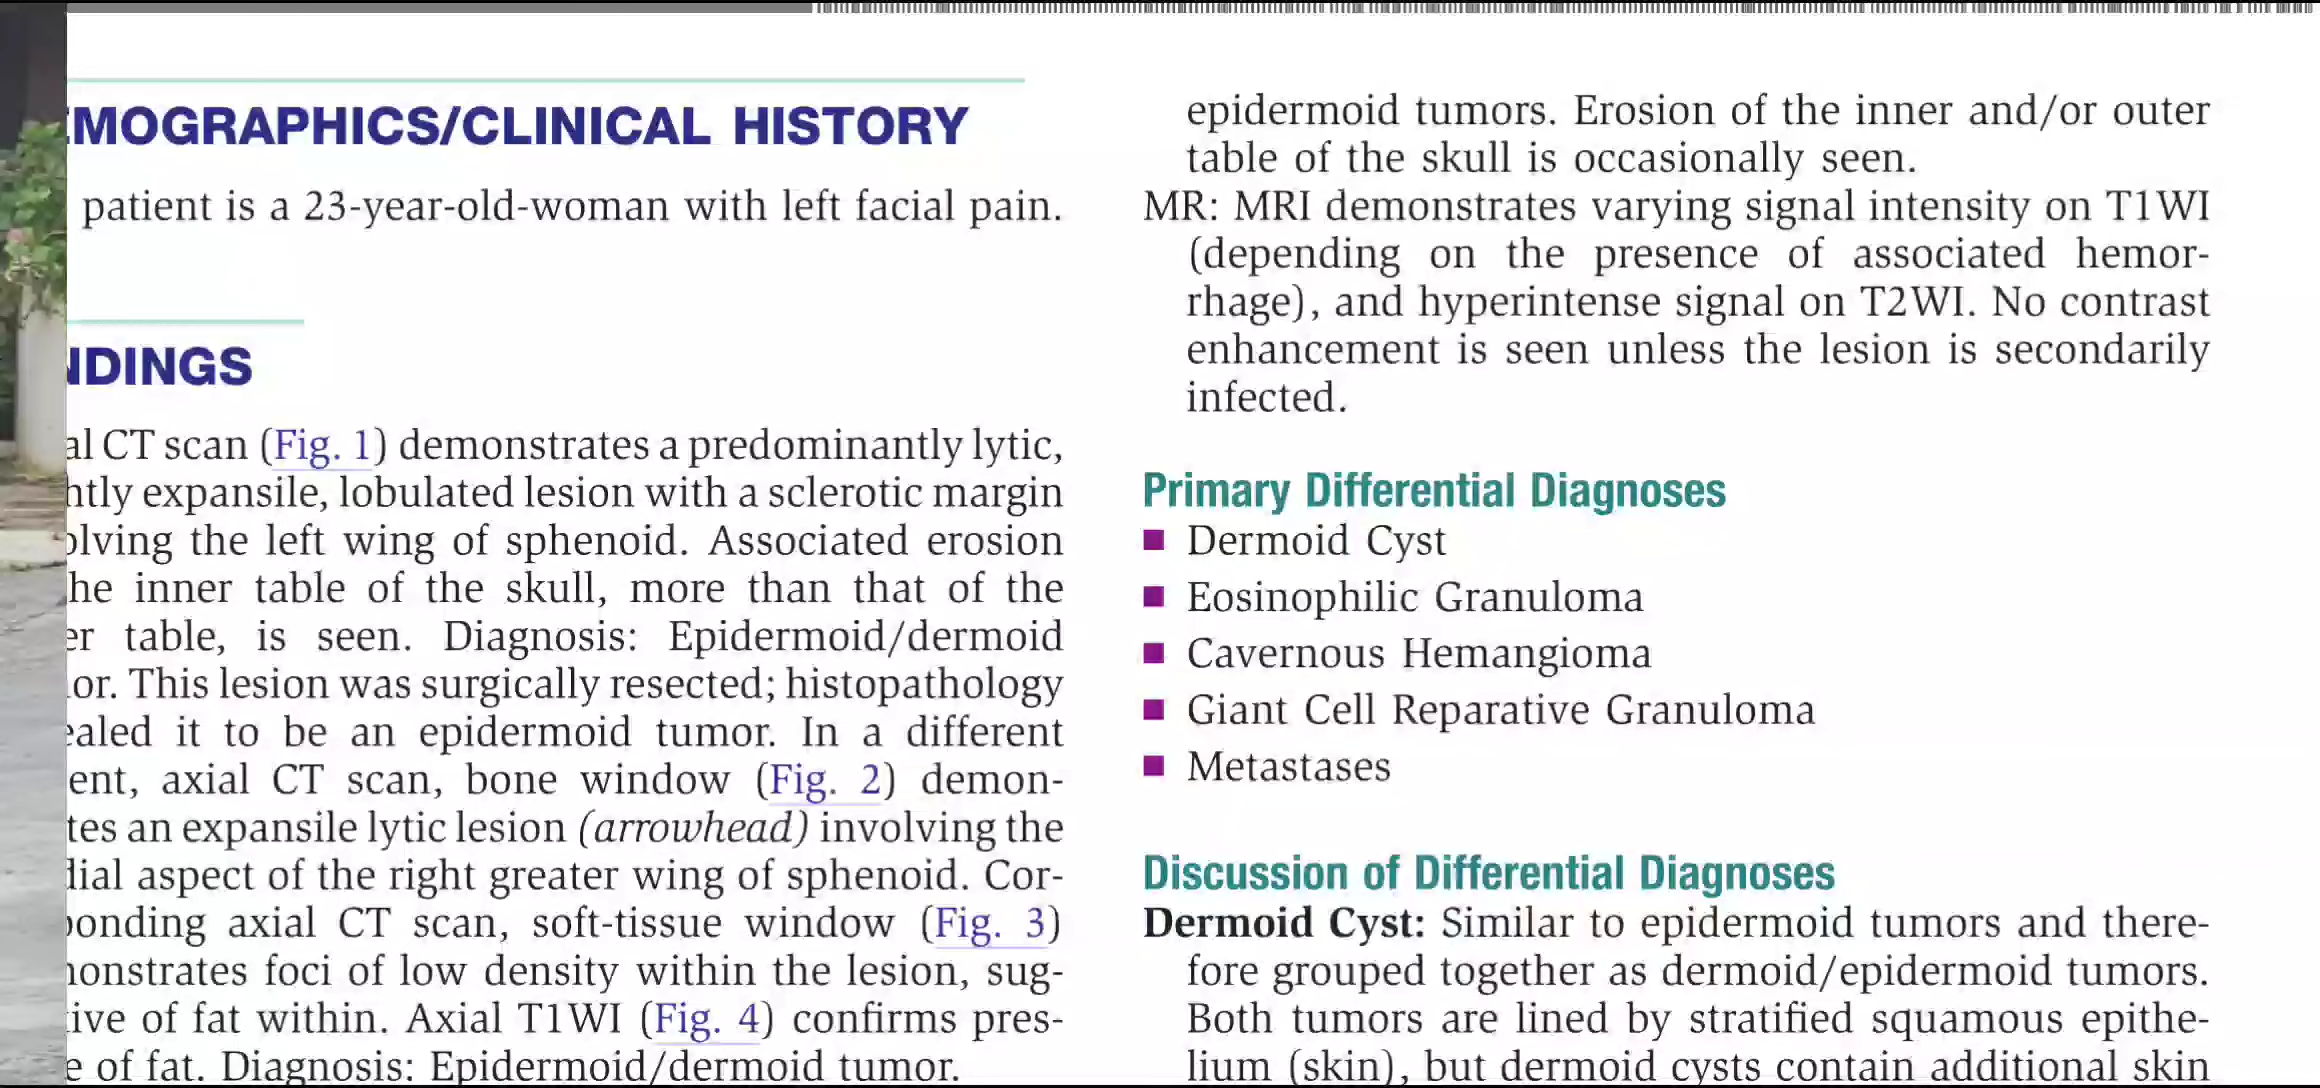 EMOGRAPHICS/CLINICAL HISTORY
patient is a 23-year-old-woman with left facial pain.
NDINGS
al CT scan (Fig. 1) demonstrates a predominantly lytic,
htly expansile, lobulated lesion with a sclerotic margin
olving the left wing of sphenoid. Associated erosion
he inner table of the skull, more than that of the
er table, is seen. Diagnosis: Epidermoid/dermoid
or. This lesion was surgically resected; histopathology
ealed it to be an epidermoid tumor. In a different
ent, axial CT scan, bone window (Fig. 2) demon-
tes an expansile lytic lesion (arrowhead) involving the
dial aspect of the right greater wing of sphenoid. Cor-
ponding axial CT scan, soft-tissue window (Fig. 3)
nonstrates foci of low density within the lesion, sug-
ive of fat within. Axial T1WI (Fig. 4) confirms pres-
e of fat. Diagnosis: Epidermoid/dermoid tumor.
epidermoid tumors. Erosion of the inner and/or outer
table of the skull is occasionally seen.
MR: MRI demonstrates varying signal intensity on T1WI
(depending on the presence of associated hemor-
rhage), and hyperintense signal on T2WI. No contrast
enhancement is seen unless the lesion is secondarily
infected.
Primary Differential Diagnoses
■ Dermoid Cyst
■ Eosinophilic Granuloma
■ Cavernous Hemangioma
■ Giant Cell Reparative Granuloma
■ Metastases
Discussion of Differential Diagnoses
Dermoid Cyst: Similar to epidermoid tumors and there-
fore grouped together as dermoid/epidermoid tumors.
Both tumors are lined by stratified squamous epithe-
lium (skin), but dermoid cysts contain additional skin